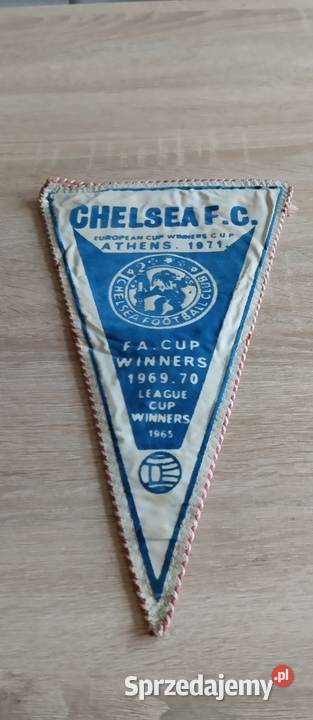 CHELSEA F.C.
EUROPEAN CUP WINNERS CUP
ATHENS. 1971.
CHELSEA FOOTBALL CLUB
F.A. CUP
WINNERS
1969.70
LEAGUE
CUP
WINNERS
1965
Sprzedajemy.pl